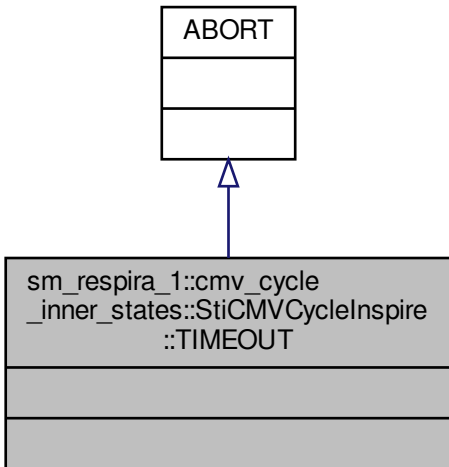 ABORT
sm_respira_1::cmv_cycle
_inner_states::StiCMVCycleInspire
::TIMEOUT